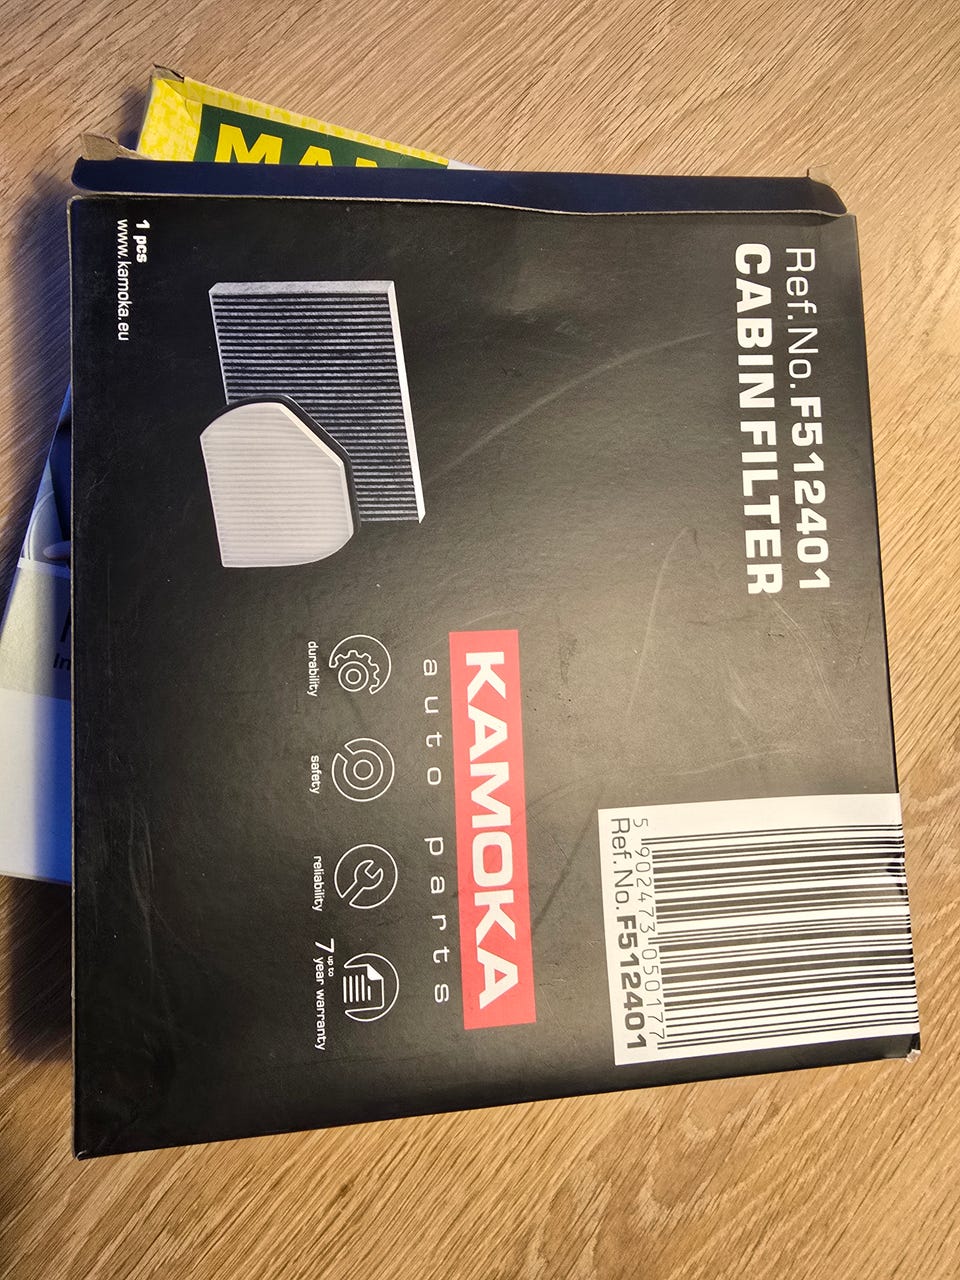 Ref.No.F512401
CABIN FILTER
5 902473 050177
Ref. No. F512401
KAMOKA
auto parts
durability
safety
reliability
up to
7 year warranty
1 pcs
www.kamoka.eu